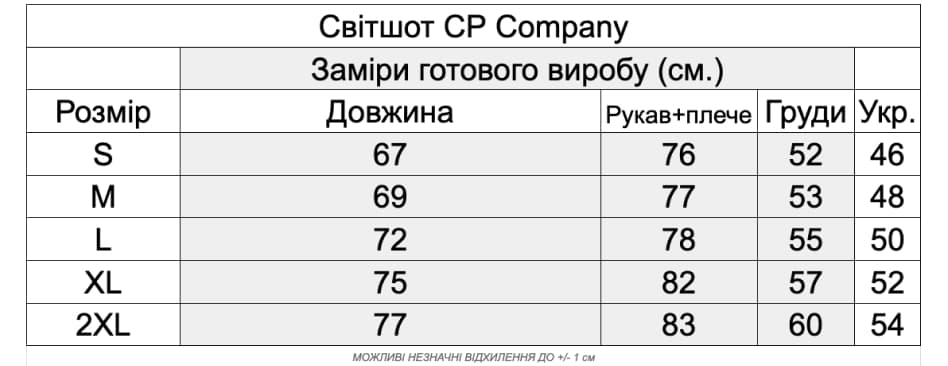 Світшот CP Company
Заміри готового виробу (см.)
Розмір Довжина Рукав+плече Груди Укр.
S 67 76 52 46
M 69 77 53 48
L 72 78 55 50
XL 75 82 57 52
2XL 77 83 60 54
МОЖЛИВІ НЕЗНАЧНІ ВІДХИЛЕННЯ ДО +/- 1 см